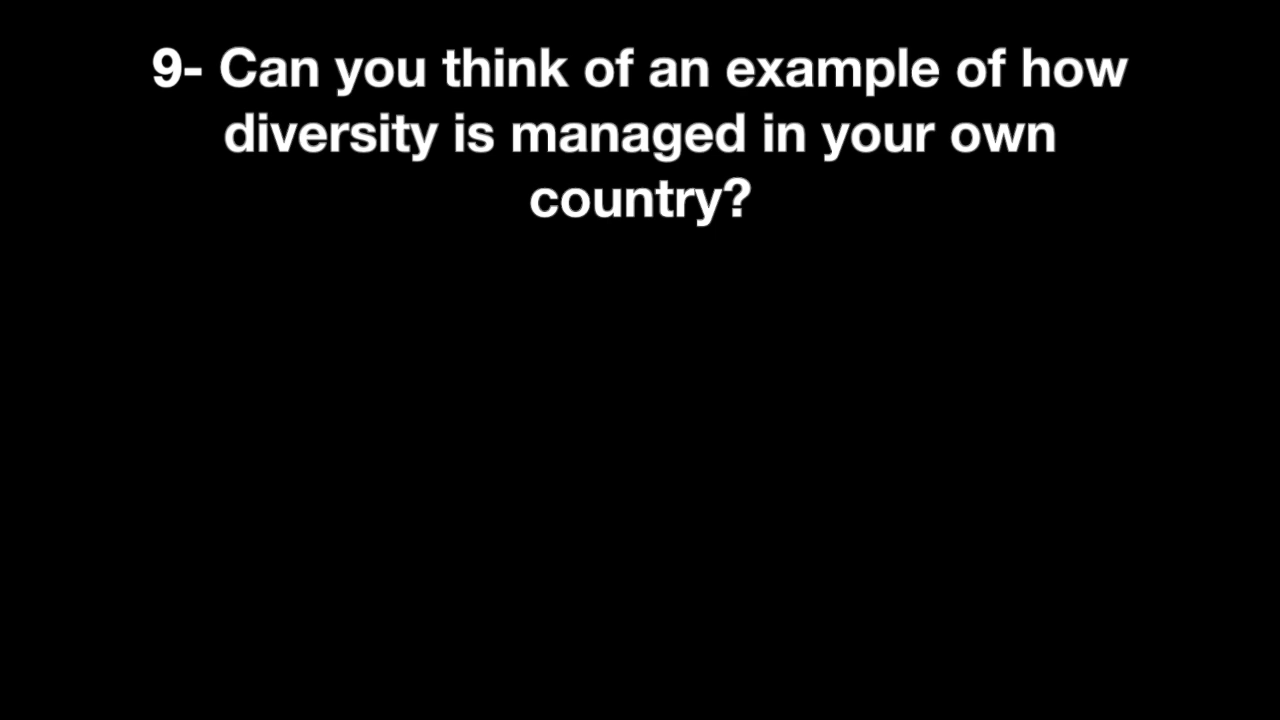 9- Can you think of an example of how
diversity is managed in your own
country?